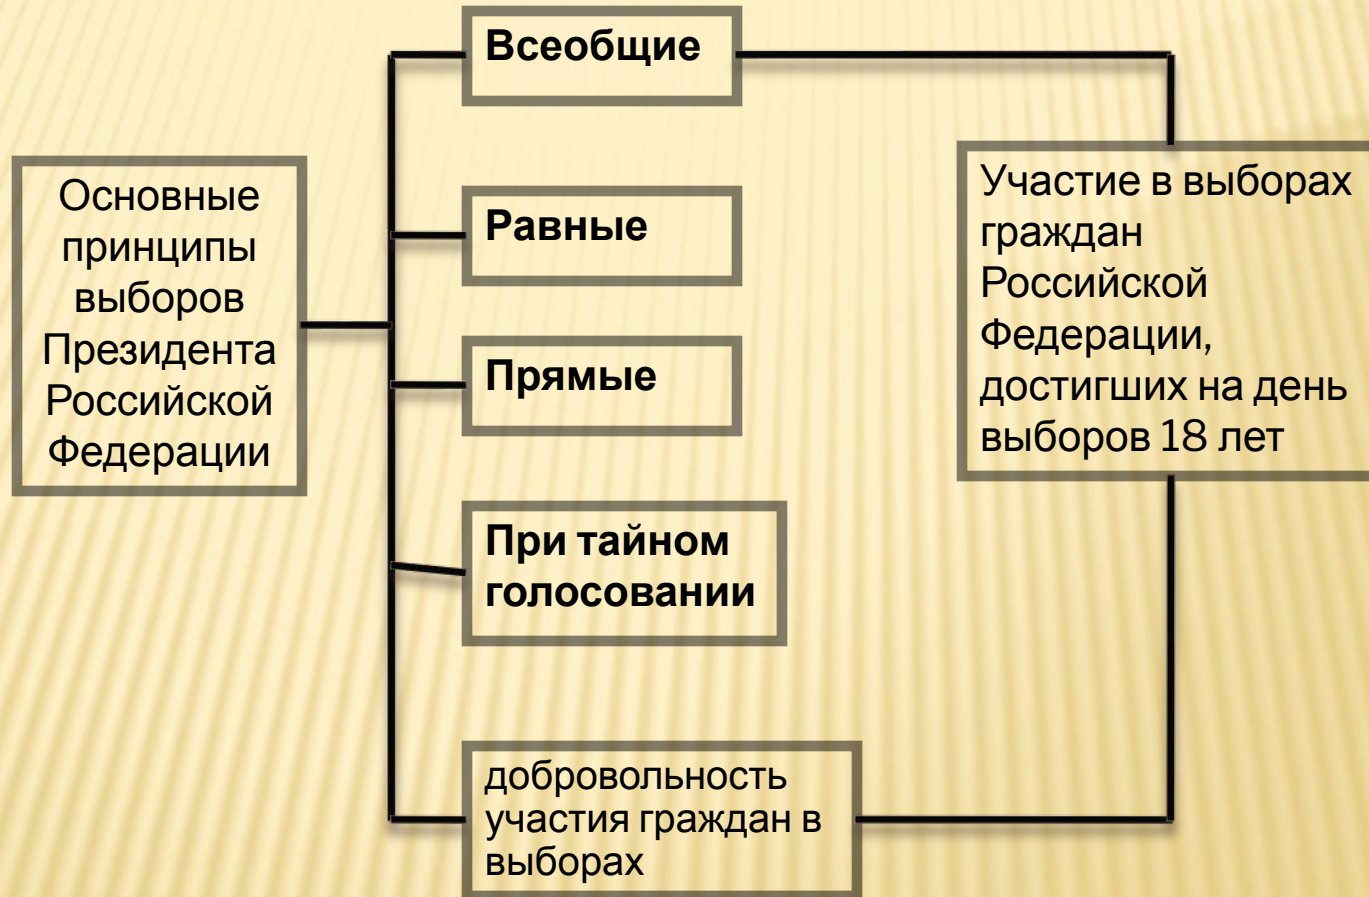 Основные
принципы
выборов
Президента
Российской
Федерации
Всеобщие
Равные
Прямые
При тайном
голосовании
добровольность
участия граждан в
выборах
Участие в выборах
граждан
Российской
Федерации,
достигших на день
выборов 18 лет